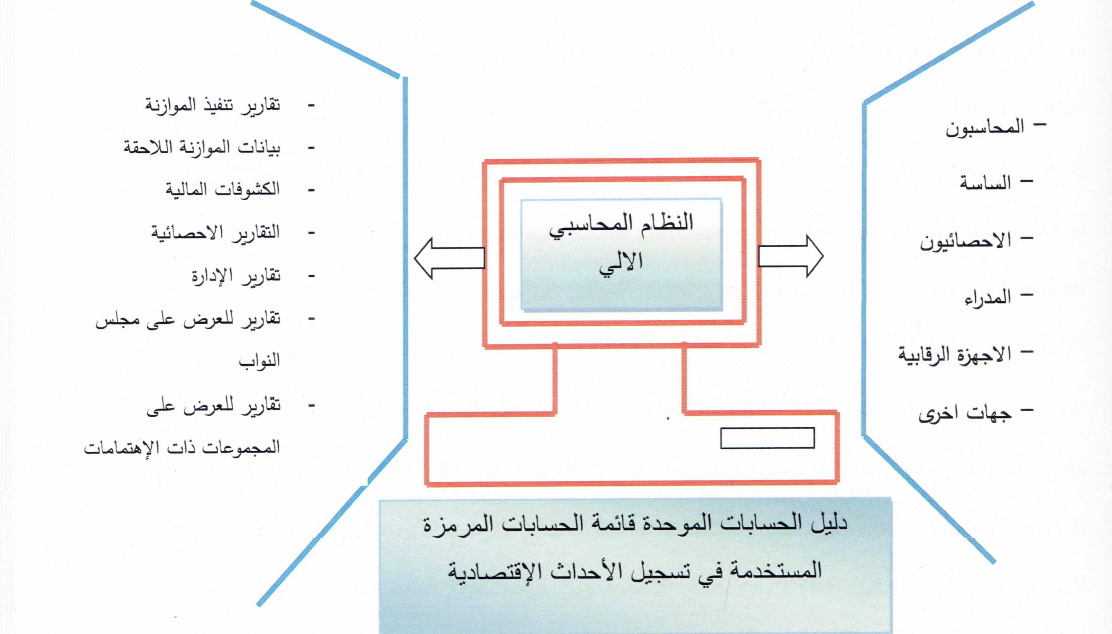 – المحاسبون
– الساسة
– الاحصائيون
– المدراء
– الاجهزة الرقابية
– جهات اخرى
النظام المحاسبي
الالي
- تقارير تنفيذ الموازنة
- بيانات الموازنة اللاحقة
- الكشوفات المالية
- التقارير الاحصائية
- تقارير الإدارة
- تقارير للعرض على مجلس
النواب
- تقارير للعرض على
المجموعات ذات الإهتمامات
دليل الحسابات الموحدة قائمة الحسابات المرمزة
المستخدمة في تسجيل الأحداث الإقتصادية